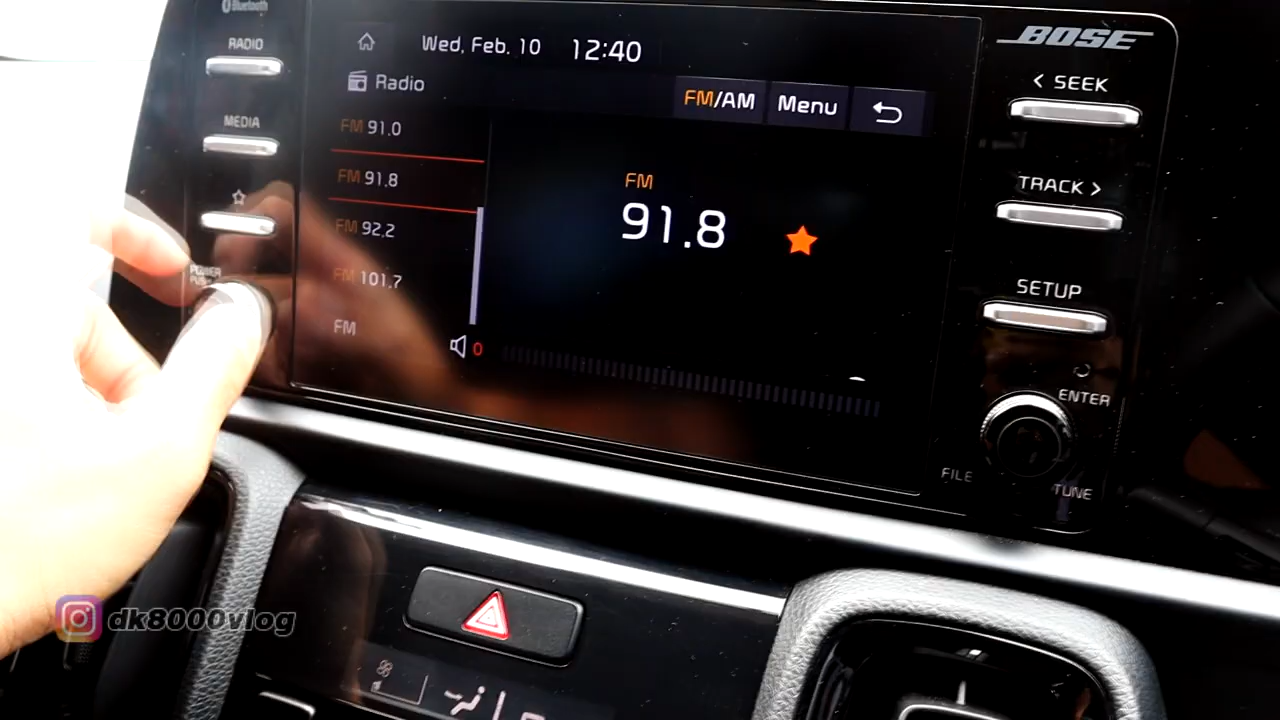 Bluetooth
RADIO
MEDIA
POWER
Wed, Feb. 10 12:40
Radio
FM/AM Menu
FM 91.0
FM 91.8
FM 92.2
FM 101.7
FM
FM
91.8
0
BOSE
< SEEK
TRACK >
SETUP
ENTER
FILE
TUNE
dk8000vlog